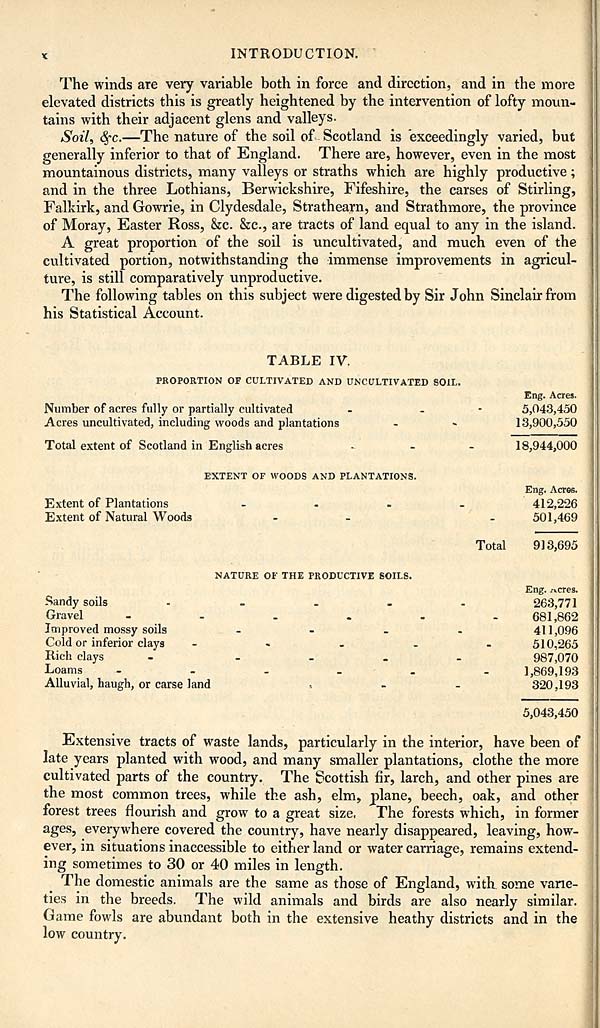 x
INTRODUCTION.
The winds are very variable both in force and direction, and in the more
elevated districts this is greatly heightened by the intervention of lofty moun-
tains with their adjacent glens and valleys.
Soil, &c.—The nature of the soil of Scotland is exceedingly varied, but
generally inferior to that of England. There are, however, even in the most
mountainous districts, many valleys or straths which are highly productive;
and in the three Lothians, Berwickshire, Fifeshire, the carses of Stirling,
Falkirk, and Gowrie, in Clydesdale, Strathearn, and Strathmore, the province
of Moray, Easter Ross, &c. &c., are tracts of land equal to any in the island.
A great proportion of the soil is uncultivated, and much even of the
cultivated portion, notwithstanding the immense improvements in agricul-
ture, is still comparatively unproductive.
The following tables on this subject were digested by Sir John Sinclair from
his Statistical Account.
TABLE IV.
PROPORTION OF CULTIVATED AND UNCULTIVATED SOIL.
Eng. Acres.
Number of acres fully or partially cultivated - - - 5,043,450
Acres uncultivated, including woods and plantations - - 13,900,550
Total extent of Scotland in English acres - - - 18,944,000
EXTENT OF WOODS AND PLANTATIONS.
Eng. Acres.
Extent of Plantations - - - - 412,226
Extent of Natural Woods - - - 501,469
Total 913,695
NATURE OF THE PRODUCTIVE SOILS.
Eng. Acres.
Sandy soils - - - - - 263,771
Gravel - - - - - - 681,862
Improved mossy soils - - - - 411,096
Cold or inferior clays - - - - - 510,265
Rich clays - - - - - 987,070
Loams - - - - - - 1,869,193
Alluvial, haugh, or carse land - - - 320,193
5,043,450
Extensive tracts of waste lands, particularly in the interior, have been of
late years planted with wood, and many smaller plantations, clothe the more
cultivated parts of the country. The Scottish fir, larch, and other pines are
the most common trees, while the ash, elm, plane, beech, oak, and other
forest trees flourish and grow to a great size. The forests which, in former
ages, everywhere covered the country, have nearly disappeared, leaving, how-
ever, in situations inaccessible to either land or water carriage, remains extend-
ing sometimes to 30 or 40 miles in length.
The domestic animals are the same as those of England, with some varie-
ties in the breeds. The wild animals and birds are also nearly similar.
Game fowls are abundant both in the extensive heathy districts and in the
low country.